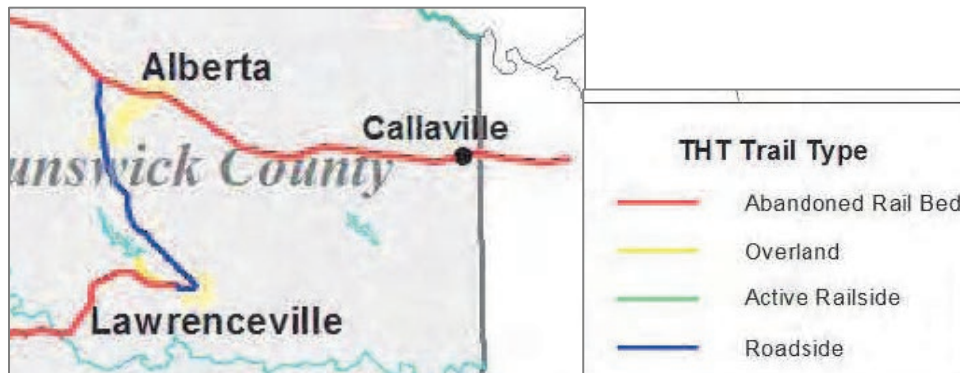 Alberta
Callaville
unswick County
Lawrenceville
THT Trail Type
Abandoned Rail Bed
Overland
Active Railside
Roadside